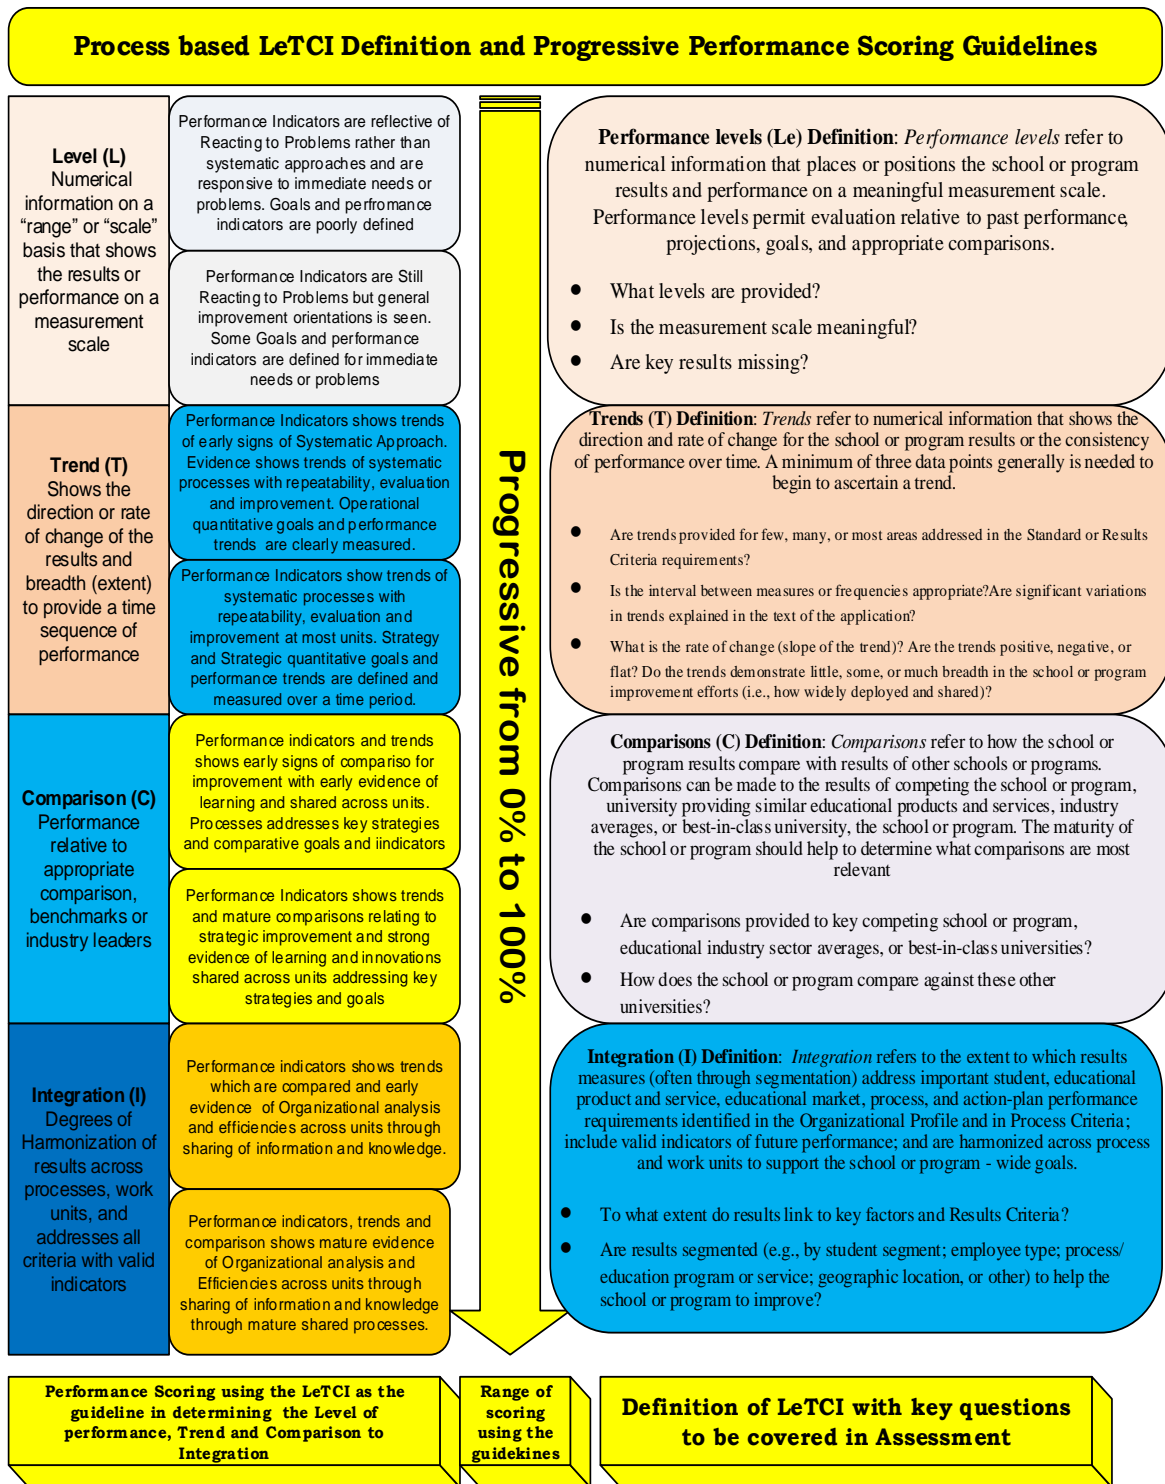 Process based LeTCI Definition and Progressive Performance Scoring Guidelines
Level (L)
Numerical
information on a
“range” or “scale”
basis that shows
the results or
performance on a
measurement
scale
Performance Indicators are reflective of
Reacting to Problems rather than
systematic approaches and are
responsive to immediate needs or
problems. Goals and perfromance
indicators are poorly defined
Performance Indicators are Still
Reacting to Problems but general
improvement orientations is seen.
Some Goals and performance
indicators are defined for immediate
needs or problems
Trend (T)
Shows the
direction or rate
of change of the
results and
breadth (extent)
to provide a time
sequence of
performance
Performance Indicators shows trends
of early signs of Systematic Approach.
Evidence shows trends of systematic
processes with repeatability, evaluation
and improvement. Operational
quantitative goals and performance
trends are clearly measured.
Performance Indicators show trends of
systematic processes with
repeatability, evaluation and
improvement at most units. Strategy
and Strategic quantitative goals and
performance trends are defined and
measured over a time period.
Comparison (C)
Performance
relative to
appropriate
comparison,
benchmarks or
industry leaders
Performance indicators and trends
shows early signs of compariso for
improvement with early evidence of
learning and shared across units.
Processes addresses key strategies
and comparative goals and iindicators
Performance Indicators shows trends
and mature comparisons relating to
strategic improvement and strong
evidence of learning and innovations
shared across units addressing key
strategies and goals
Integration (I)
Degrees of
Harmonization of
results across
processes, work
units, and
addresses all
criteria with valid
indicators
Performance indicators shows trends
which are compared and early
evidence of Organizational analysis
and efficiencies across units through
sharing of information and knowledge.
Performance indicators, trends and
comparison shows mature evidence
of Organizational analysis and
Efficiencies across units through
sharing of information and knowledge
through mature shared processes.
Progressive from 0% to 100%
Performance levels (Le) Definition: Performance levels refer to
numerical information that places or positions the school or program
results and performance on a meaningful measurement scale.
Performance levels permit evaluation relative to past performance,
projections, goals, and appropriate comparisons.
● What levels are provided?
● Is the measurement scale meaningful?
● Are key results missing?
Trends (T) Definition: Trends refer to numerical information that shows the
direction and rate of change for the school or program results or the consistency
of performance over time. A minimum of three data points generally is needed to
begin to ascertain a trend.
● Are trends provided for few, many, or most areas addressed in the Standard or Results
Criteria requirements?
● Is the interval between measures or frequencies appropriate?Are significant variations
in trends explained in the text of the application?
● What is the rate of change (slope of the trend)? Are the trends positive, negative, or
flat? Do the trends demonstrate little, some, or much breadth in the school or program
improvement efforts (i.e., how widely deployed and shared)?
Comparisons (C) Definition: Comparisons refer to how the school or
program results compare with results of other schools or programs.
Comparisons can be made to the results of competing the school or program,
university providing similar educational products and services, industry
averages, or best-in-class university, the school or program. The maturity of
the school or program should help to determine what comparisons are most
relevant
● Are comparisons provided to key competing school or program,
educational industry sector averages, or best-in-class universities?
● How does the school or program compare against these other
universities?
Integration (I) Definition: Integration refers to the extent to which results
measures (often through segmentation) address important student, educational
product and service, educational market, process, and action-plan performance
requirements identified in the Organizational Profile and in Process Criteria;
include valid indicators of future performance; and are harmonized across process
and work units to support the school or program - wide goals.
● To what extent do results link to key factors and Results Criteria?
● Are results segmented (e.g., by student segment; employee type; process/
education program or service; geographic location, or other) to help the
school or program to improve?
Performance Scoring using the LeTCI as the
guideline in determining the Level of
performance, Trend and Comparison to
Integration
Range of
scoring
using the
guidekines
Definition of LeTCI with key questions
to be covered in Assessment